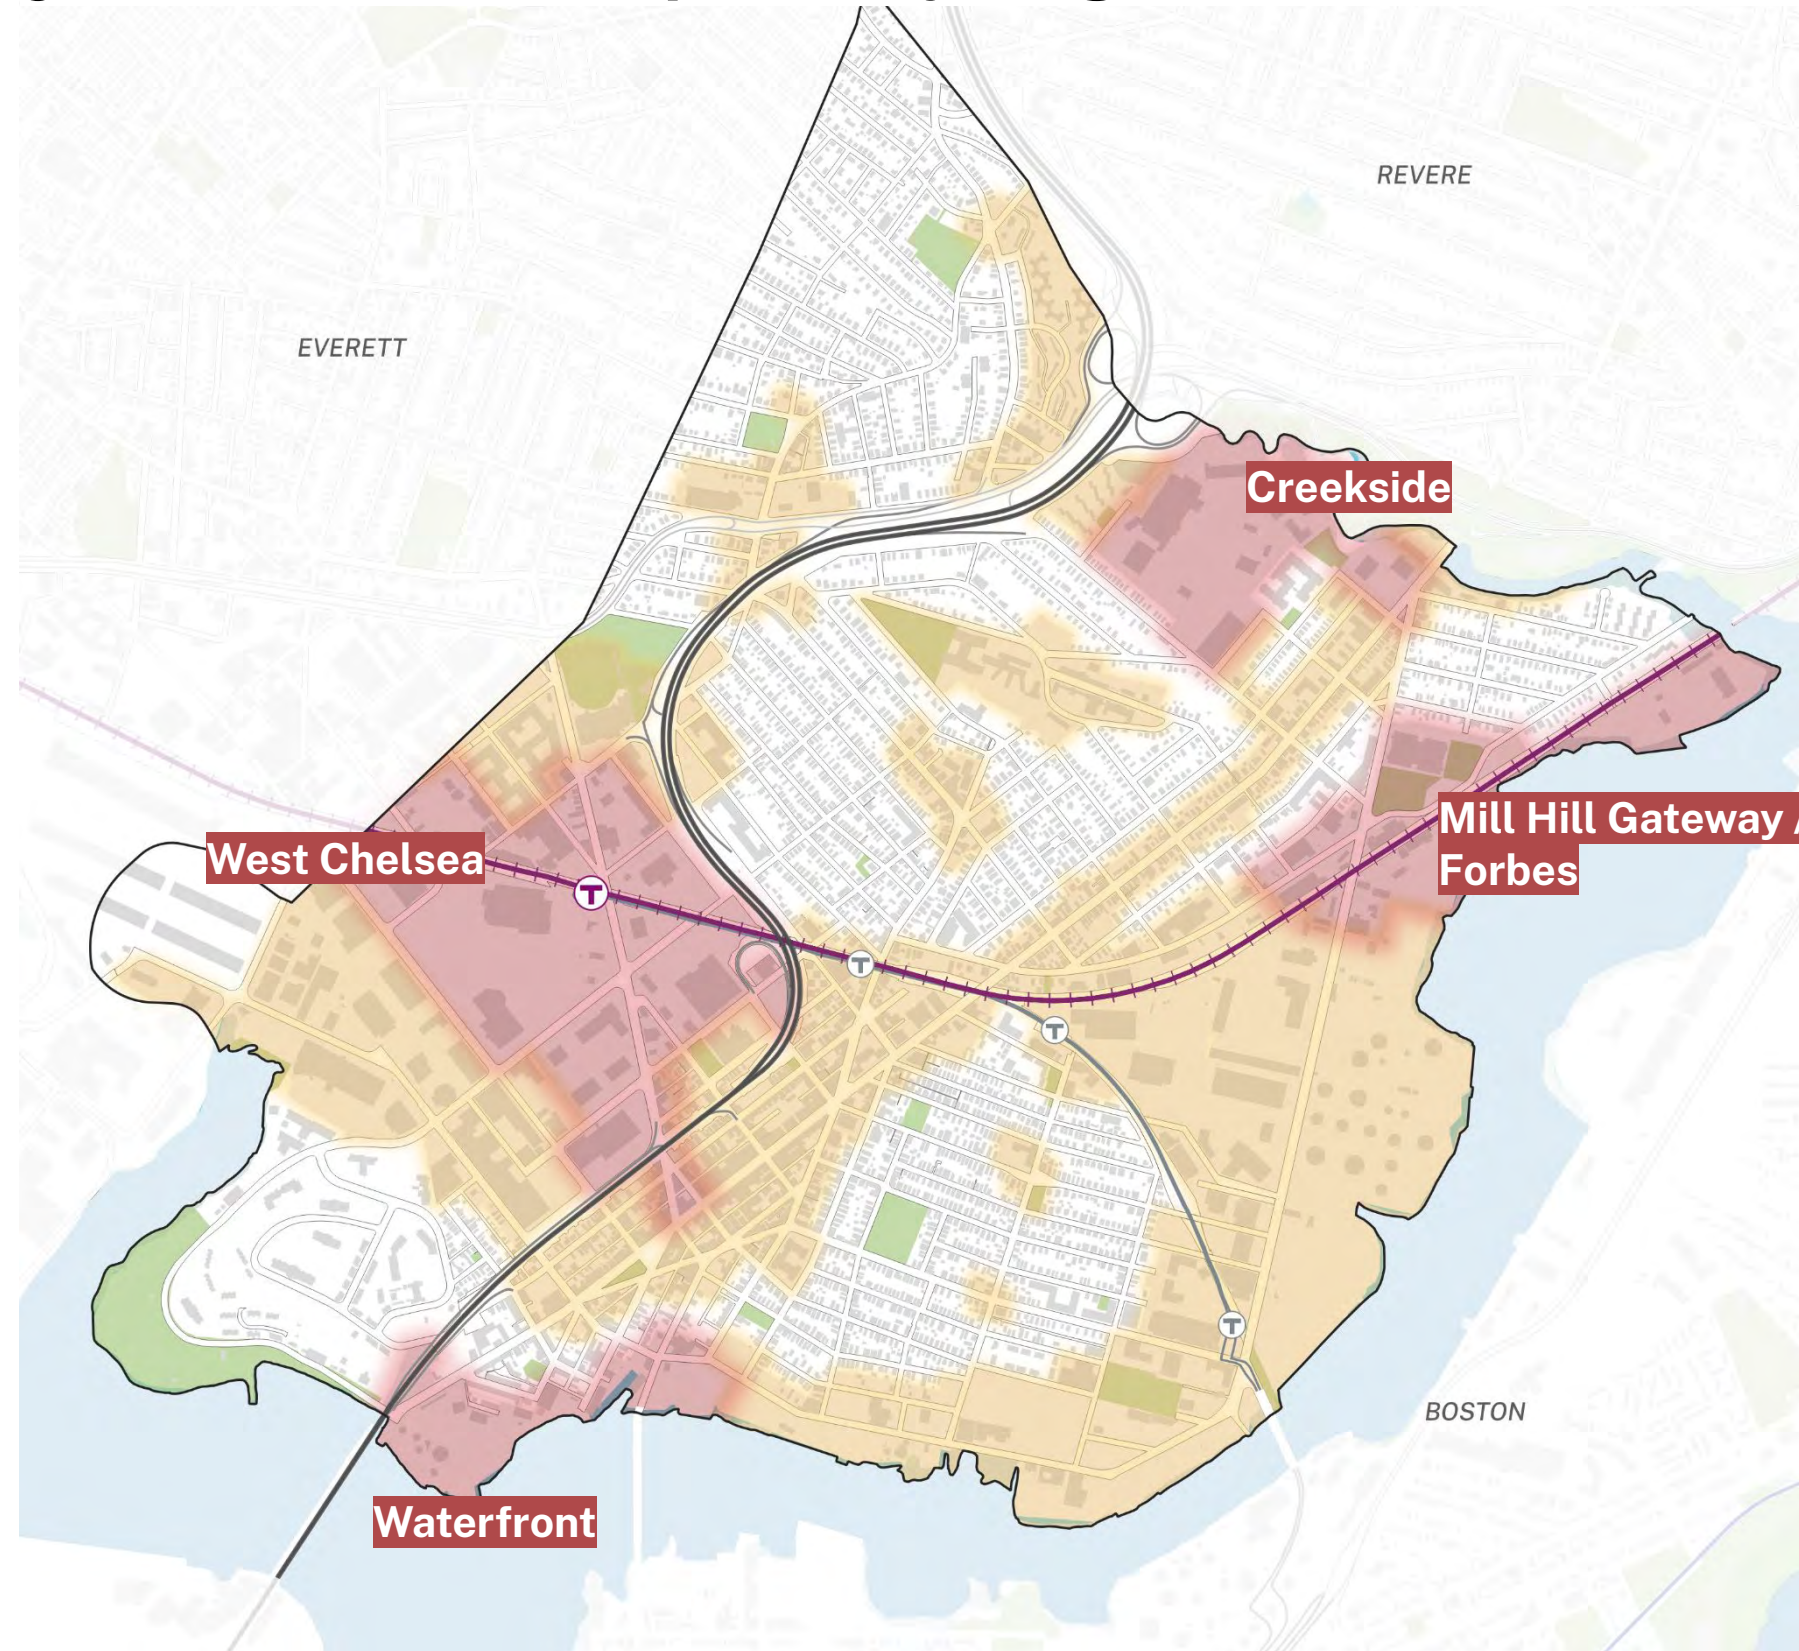 REVERE
EVERETT
Creekside
Mill Hill Gateway /
Forbes
West Chelsea
T
T
T
T
BOSTON
Waterfront